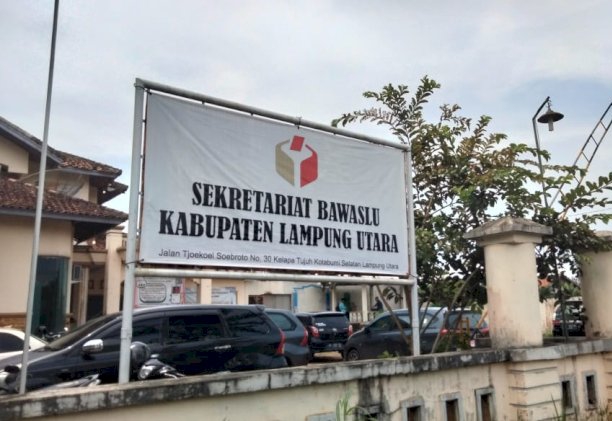 SEKRETARIAT BAWASLU
KABUPATEN LAMPUNG UTARA
Jalan Tjoekoel Soebroto No. 30 Kelapa Tujuh Kotabumi Selatan Lampung Utara